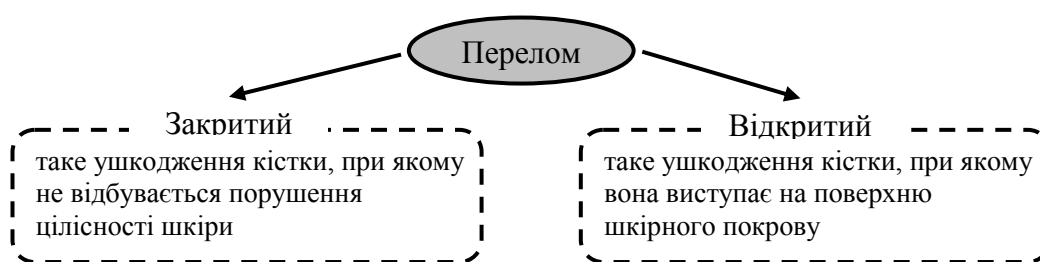 Перелом
Закритий
таке ушкодження кістки, при якому
не відбувається порушення
цілісності шкіри
Відкритий
таке ушкодження кістки, при якому
вона виступає на поверхню
шкірного покрову